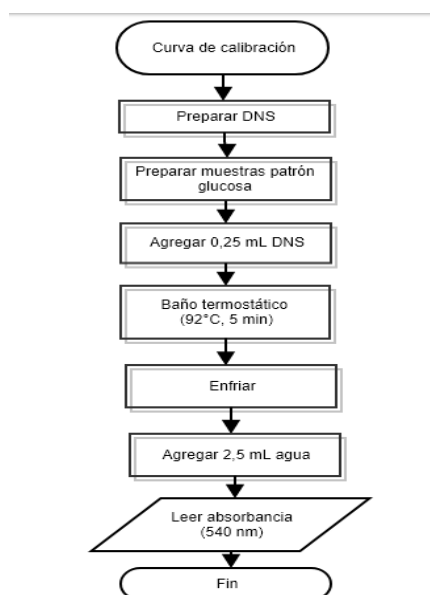 Curva de calibración
Preparar DNS
Preparar muestras patrón
glucosa
Agregar 0,25 mL DNS
Baño termostático
(92°C, 5 min)
Enfriar
Agregar 2,5 mL agua
Leer absorbancia
(540 nm)
Fin